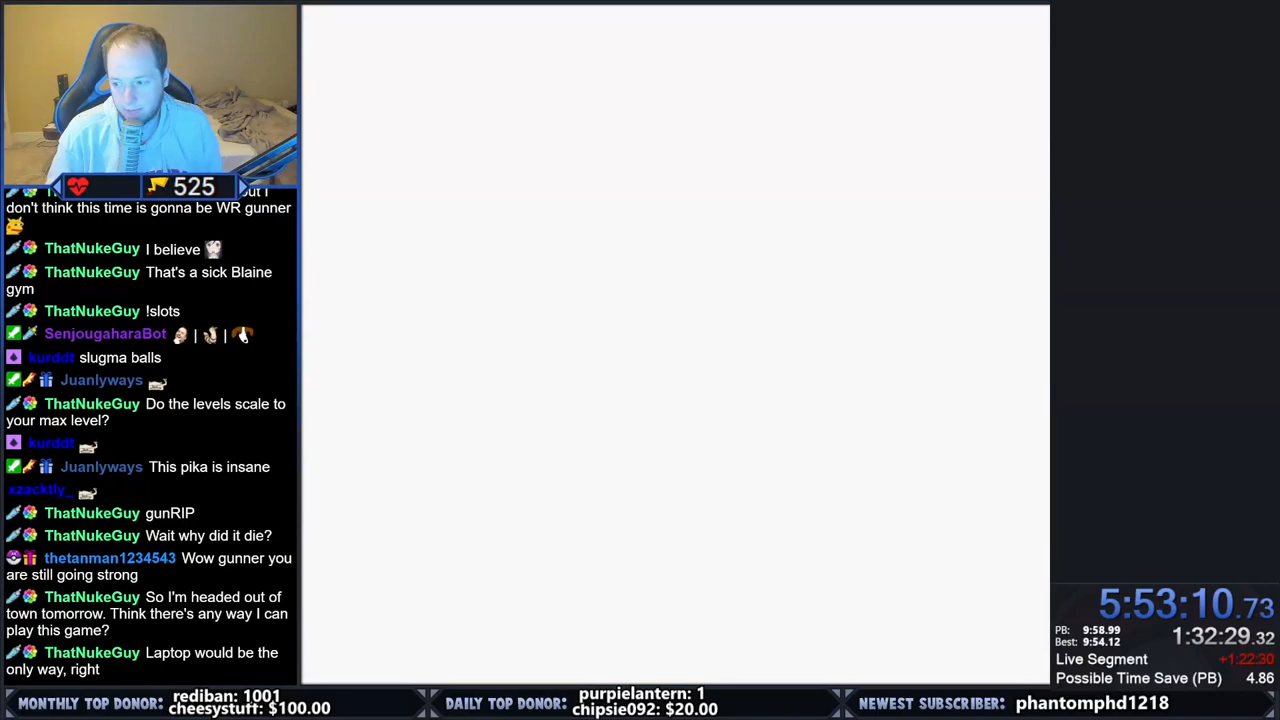 525
out I
don't think this time is gonna be WR gunner
ThatNukeGuy I believe
ThatNukeGuy That's a sick Blaine
gym
ThatNukeGuy !slots
SenjougaharaBot | |
kurddt slugma balls
Juanlyways
ThatNukeGuy Do the levels scale to
your max level?
kurddt
Juanlyways This pika is insane
xzacktly_
ThatNukeGuy gunRIP
ThatNukeGuy Wait why did it die?
thetanman1234543 Wow gunner you
are still going strong
ThatNukeGuy So I'm headed out of
town tomorrow. Think there's any way I can
play this game?
ThatNukeGuy Laptop would be the
only way, right
5:53:10.73
PB: 9:58.99
Best: 9:54.12
1:32:29.32
Live Segment +1:22:30
Possible Time Save (PB) 4.86
MONTHLY TOP DONOR: rediban: 1001
cheesystuff: $100.00
DAILY TOP DONOR: purpielantern: 1
chipsie092: $20.00
NEWEST SUBSCRIBER: phantomphd1218